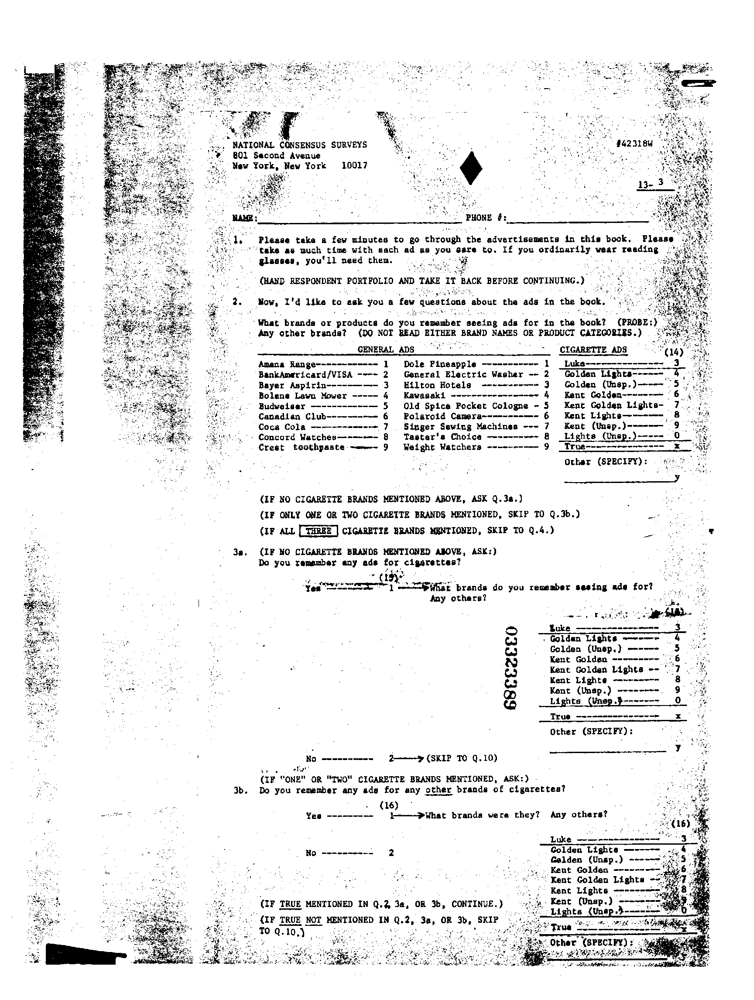 NATIONAL CONSENSUS SURVEYS #42318W
801 Second Avenue
New York, New York 10017
13- 3
NAME: PHONE #:
1. Please take a few minutes to go through the advertisements in this book. Please
take as much time with each ad as you care to. If you ordinarily wear reading
glasses, you'll need them.
(HAND RESPONDENT PORTFOLIO AND TAKE IT BACK BEFORE CONTINUING.)
2. Now, I'd like to ask you a few questions about the ads in the book.
What brands or products do you remember seeing ads for in the book? (PROBE:)
Any other brands? (DO NOT READ EITHER BRAND NAMES OR PRODUCT CATEGORIES.)
GENERAL ADS CIGARETTE ADS (14)
Amana Range------------ 1 Dole Pineapple ----------- 1 Luke------------- 3
BankAmericard/VISA ---- 2 General Electric Washer -- 2 Golden Lights------ 4
Bayer Aspirin---------- 3 Hilton Hotels ----------- 3 Golden (Unsp.)----- 5
Bolens Lawn Mower ----- 4 Kawasaki ----------------- 4 Kent Golden------- 6
Budweiser ------------- 5 Old Spice Pocket Cologne - 5 Kent Golden Lights- 7
Canadian Club---------- 6 Polaroid Camera---------- 6 Kent Lights ------- 8
Coca Cola ------------- 7 Singer Sewing Machines --- 7 Kent (Unsp.)------- 9
Concord Watches-------- 8 Taster's Choice ---------- 8 Lights (Unsp.)----- 0
Crest toothpaste ----- 9 Weight Watchers ---------- 9 True--------------- x
Other (SPECIFY):
y
(IF NO CIGARETTE BRANDS MENTIONED ABOVE, ASK Q.3a.)
(IF ONLY ONE OR TWO CIGARETTE BRANDS MENTIONED, SKIP TO Q.3b.)
(IF ALL THREE CIGARETTE BRANDS MENTIONED, SKIP TO Q.4.)
3a. (IF NO CIGARETTE BRANDS MENTIONED ABOVE, ASK:)
Do you remember any ads for cigarettes?
(15)
Yes --------- 1 What brands do you remember seeing ads for?
Any others?
Luke --------------- 3
Golden Lights ------- 4
Golden (Unsp.) ------ 5
Kent Golden --------- 6
Kent Golden Lights -- 7
Kent Lights --------- 8
Kent (Unsp.) -------- 9
Lights (Unsp.)------- 0
True ---------------- x
Other (SPECIFY):
y
03323389
No ---------- 2 (SKIP TO Q.10)
(IF "ONE" OR "TWO" CIGARETTE BRANDS MENTIONED, ASK:)
3b. Do you remember any ads for any other brands of cigarettes?
(16)
Yes --------- 1 What brands were they? Any others?
(16)
No ---------- 2
Luke --------------- 3
Golden Lights ------- 4
Golden (Unsp.) ------ 5
Kent Golden --------- 6
Kent Golden Lights -- 7
Kent Lights --------- 8
Kent (Unsp.) -------- 9
Lights (Unsp.)------- 0
True
Other (SPECIFY):
(IF TRUE MENTIONED IN Q.2, 3a, OR 3b, CONTINUE.)
(IF TRUE NOT MENTIONED IN Q.2, 3a, OR 3b, SKIP
TO Q.10.)